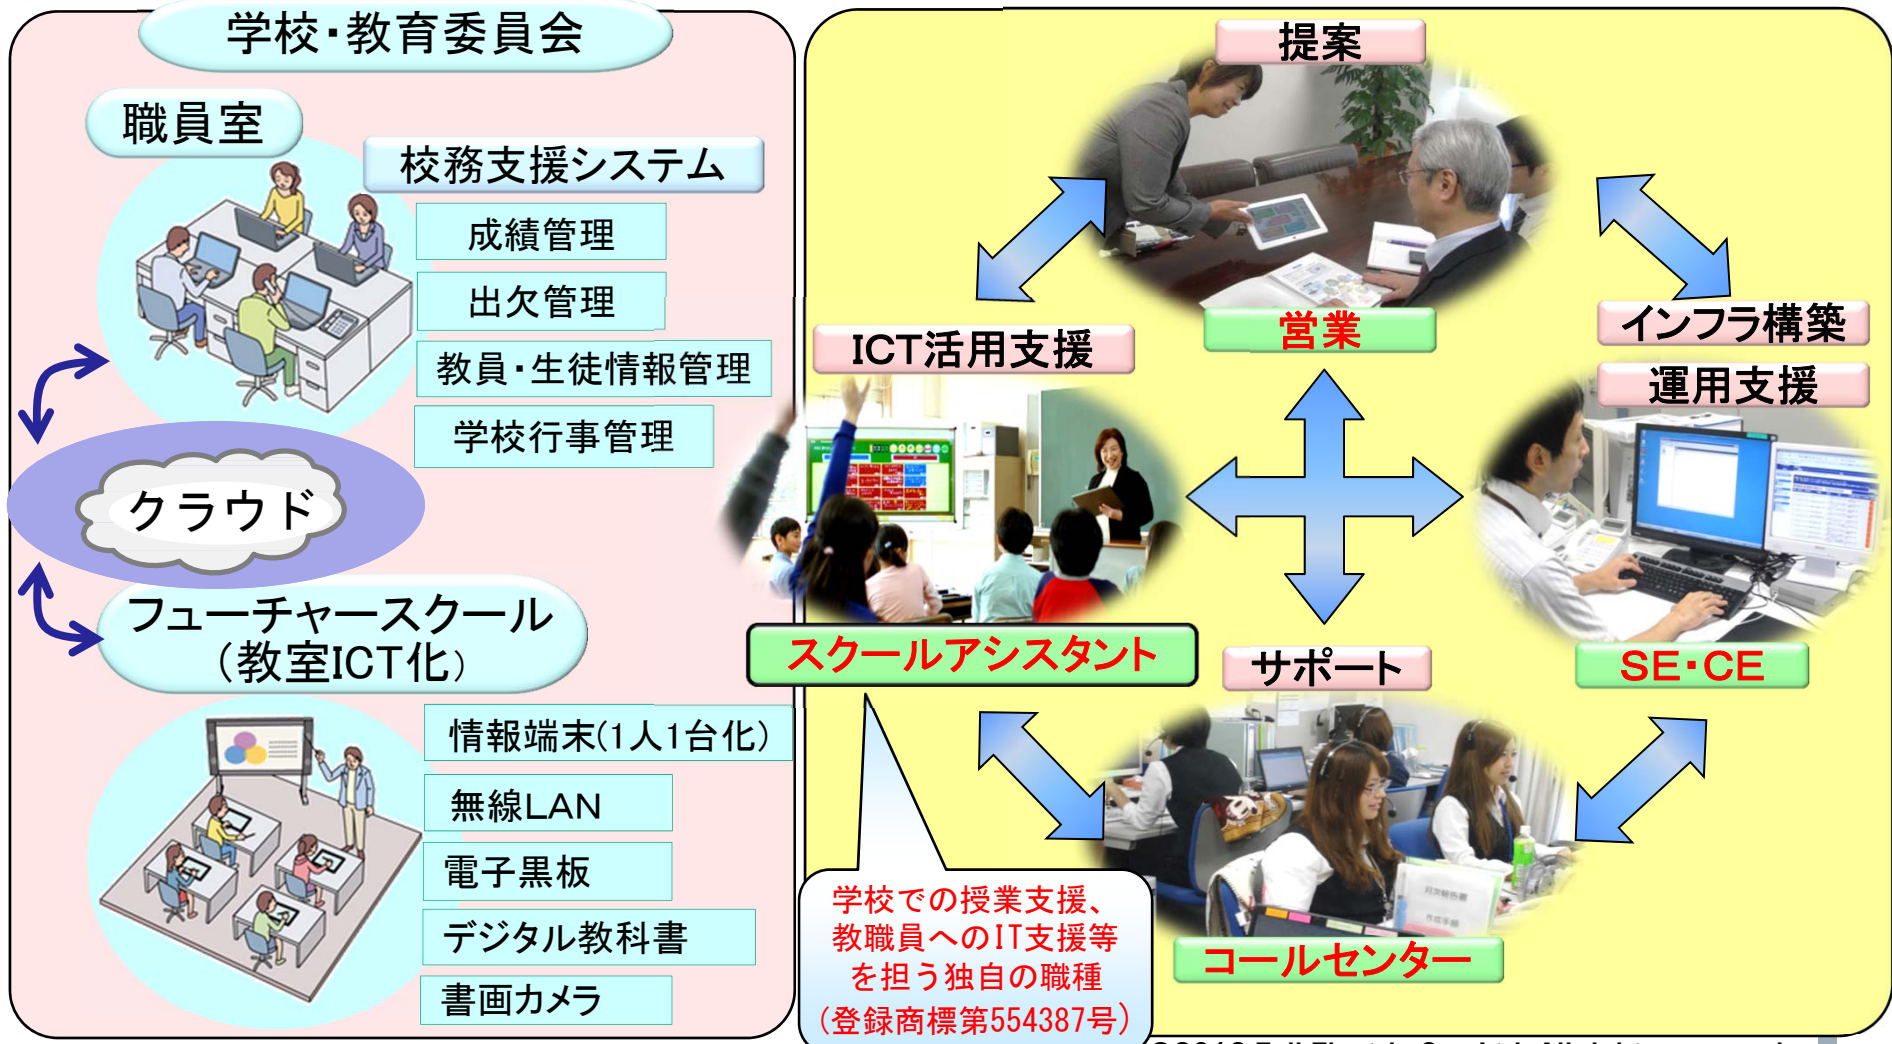 学校・教育委員会
職員室
校務支援システム
成績管理
出欠管理
教員・生徒情報管理
学校行事管理
クラウド
フューチャースクール
（教室ICT化）
情報端末(1人1台化)
無線LAN
電子黒板
デジタル教科書
書画カメラ
提案
営業
ICT活用支援
スクールアシスタント
インフラ構築
運用支援
SE・CE
サポート
月次報告書
作成手順
コールセンター
学校での授業支援、
教職員へのIT支援等
を担う独自の職種
(登録商標第554387号)